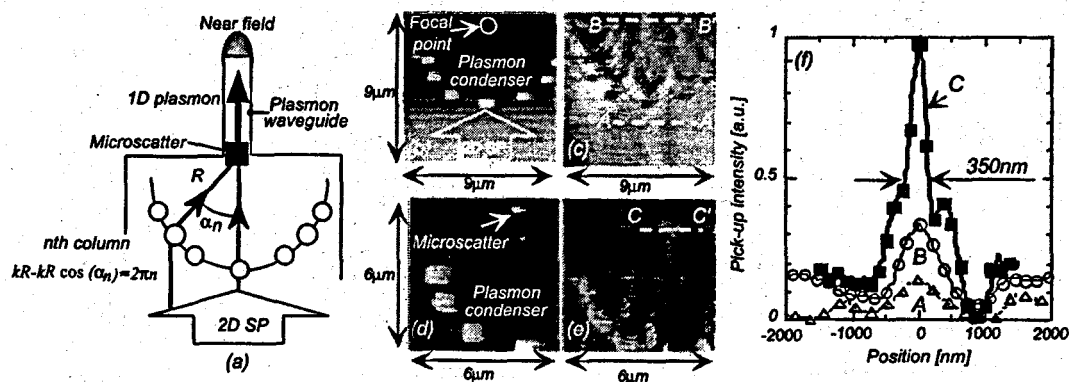 Near field
1D plasmon
Plasmon
waveguide
Microscatter
R
αn
nth column
kR-kR cos (αn)=2πn
2D SP
(a)
Focal
point
Plasmon
condenser
9μm
9μm
B B'
(c)
9μm
Microscatter
Plasmon
condenser
(d)
6μm
6μm
C C'
(e)
6μm
(f)
Pick-up intensity [a.u.]
1
0.5
0
C
350nm
B
A
-2000 -1000 0 1000 2000
Position [nm]